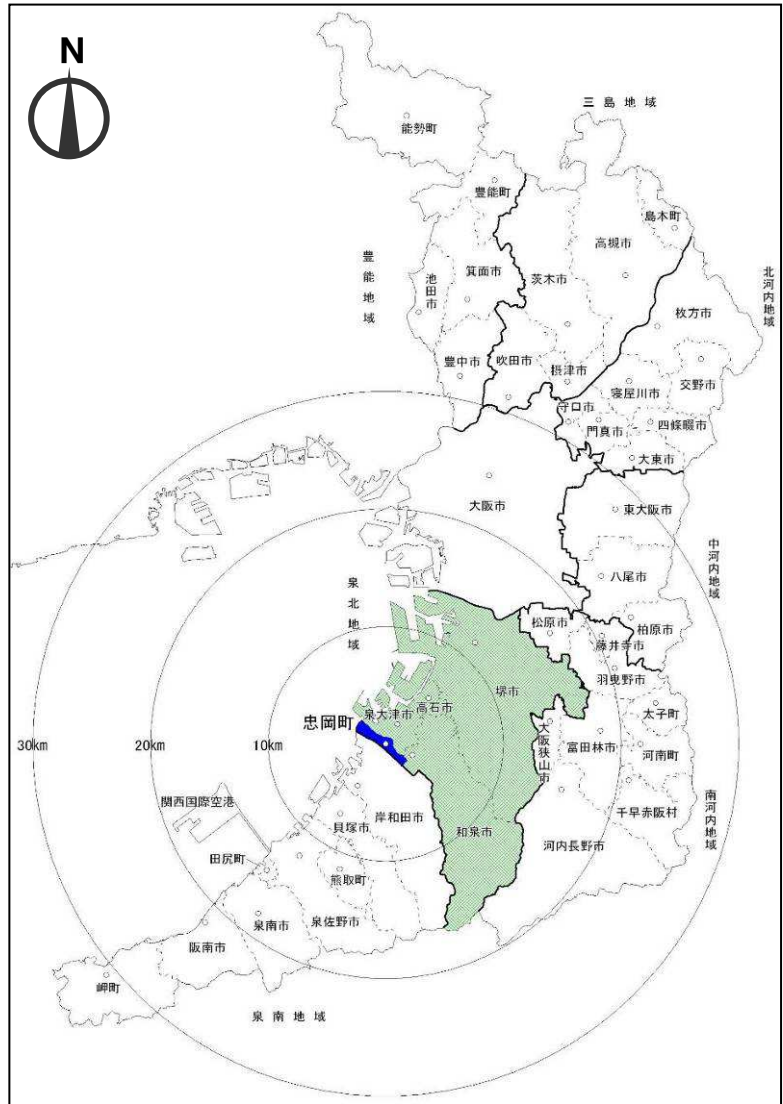 N
三島地域
能勢町
豊能町
島本町
高槻市
豊能地域
箕面市
池田市
茨木市
北河内地域
枚方市
豊中市
吹田市
摂津市
寝屋川市
交野市
守口市
門真市
四條畷市
大東市
大阪市
東大阪市
中河内地域
八尾市
泉北地域
松原市
柏原市
藤井寺市
羽曳野市
堺市
高石市
泉大津市
忠岡町
太子町
大阪狭山市
富田林市
河南町
30km
20km
10km
千早赤阪村
南河内地域
関西国際空港
岸和田市
貝塚市
和泉市
河内長野市
田尻町
熊取町
泉南市
泉佐野市
阪南市
岬町
泉南地域